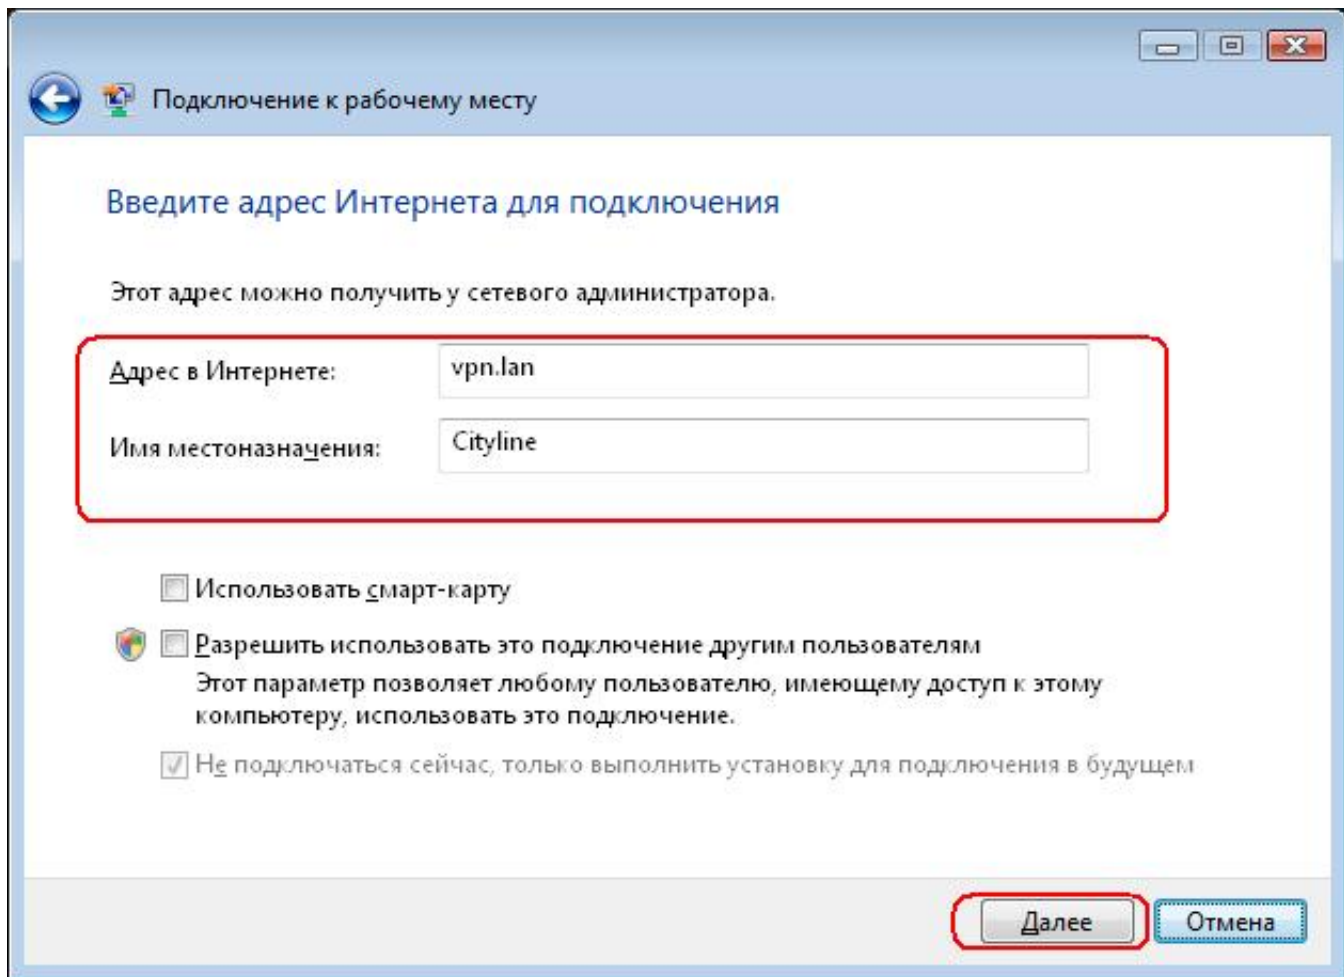 Подключение к рабочему месту
Введите адрес Интернета для подключения
Этот адрес можно получить у сетевого администратора.
Адрес в Интернете: vpn.lan
Имя местоназначения: Cityline
Использовать смарт-карту
Разрешить использовать это подключение другим пользователям
Этот параметр позволяет любому пользователю, имеющему доступ к этому
компьютеру, использовать это подключение.
Не подключаться сейчас, только выполнить установку для подключения в будущем
Далее Отмена